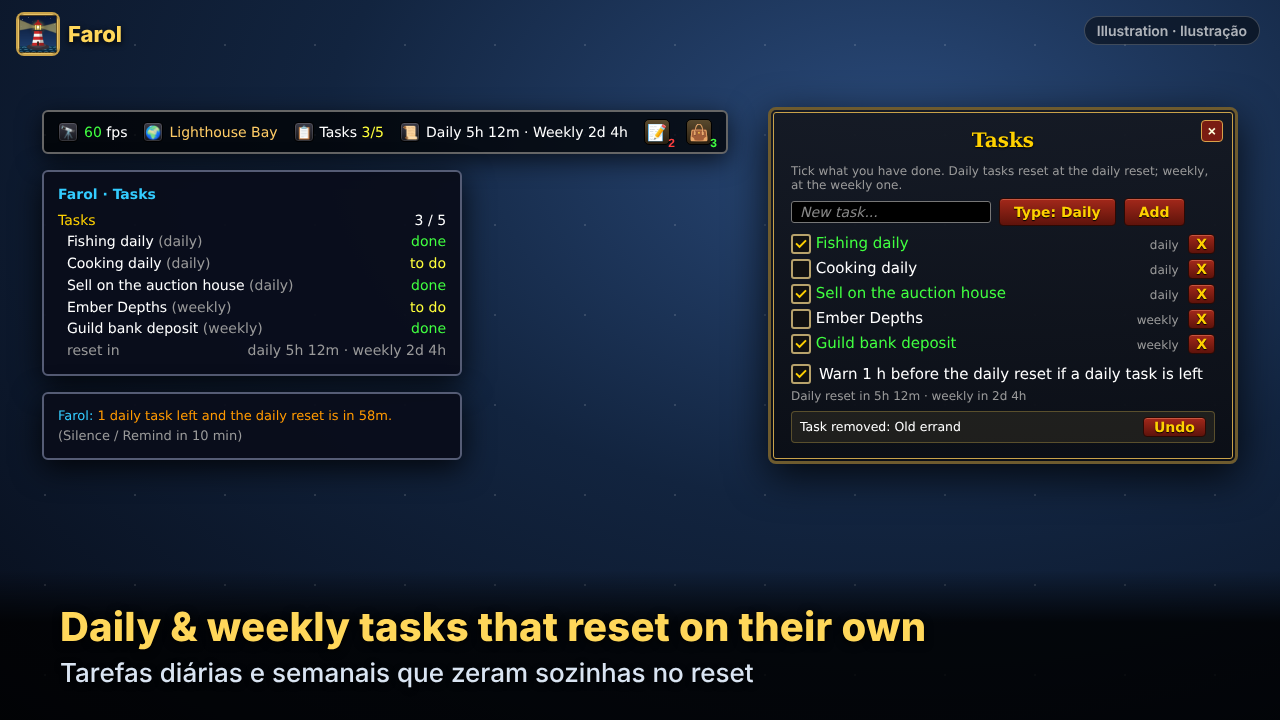 Farol
Illustration · Ilustração
60 fps Lighthouse Bay Tasks 3/5 Daily 5h 12m · Weekly 2d 4h 2 3
Farol · Tasks
Tasks 3 / 5
Fishing daily (daily) done
Cooking daily (daily) to do
Sell on the auction house (daily) done
Ember Depths (weekly) to do
Guild bank deposit (weekly) done
reset in daily 5h 12m · weekly 2d 4h
Farol: 1 daily task left and the daily reset is in 58m.
(Silence / Remind in 10 min)
Tasks
×
Tick what you have done. Daily tasks reset at the daily reset; weekly,
at the weekly one.
New task... Type: Daily Add
Fishing daily daily X
Cooking daily daily X
Sell on the auction house daily X
Ember Depths weekly X
Guild bank deposit weekly X
Warn 1 h before the daily reset if a daily task is left
Daily reset in 5h 12m · weekly in 2d 4h
Task removed: Old errand Undo
Daily & weekly tasks that reset on their own
Tarefas diárias e semanais que zeram sozinhas no reset